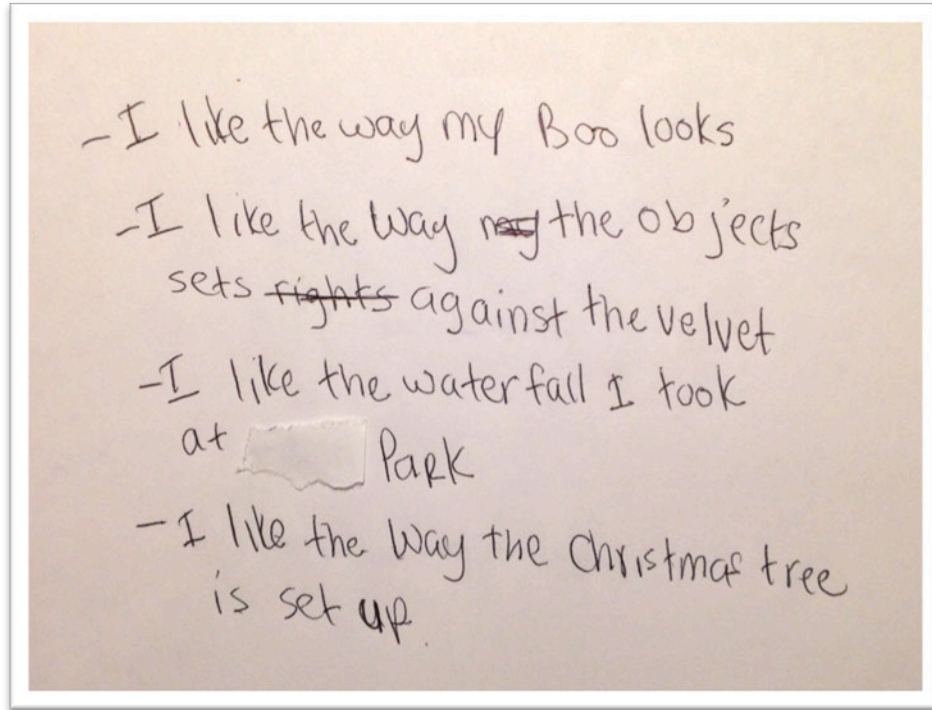 - I like the way my Boo looks
- I like the way the objects
sets rights against the velvet
- I like the waterfall I took
at Park
- I like the way the Christmas tree
is set up.